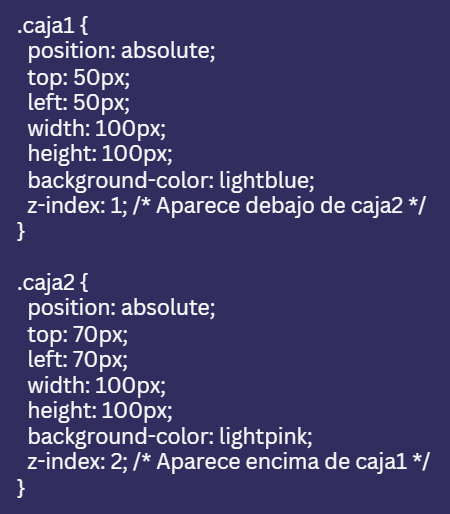 .caja1 {
position: absolute;
top: 50px;
left: 50px;
width: 100px;
height: 100px;
background-color: lightblue;
z-index: 1; /* Aparece debajo de caja2 */
}
.caja2 {
position: absolute;
top: 70px;
left: 70px;
width: 100px;
height: 100px;
background-color: lightpink;
z-index: 2; /* Aparece encima de caja1 */
}